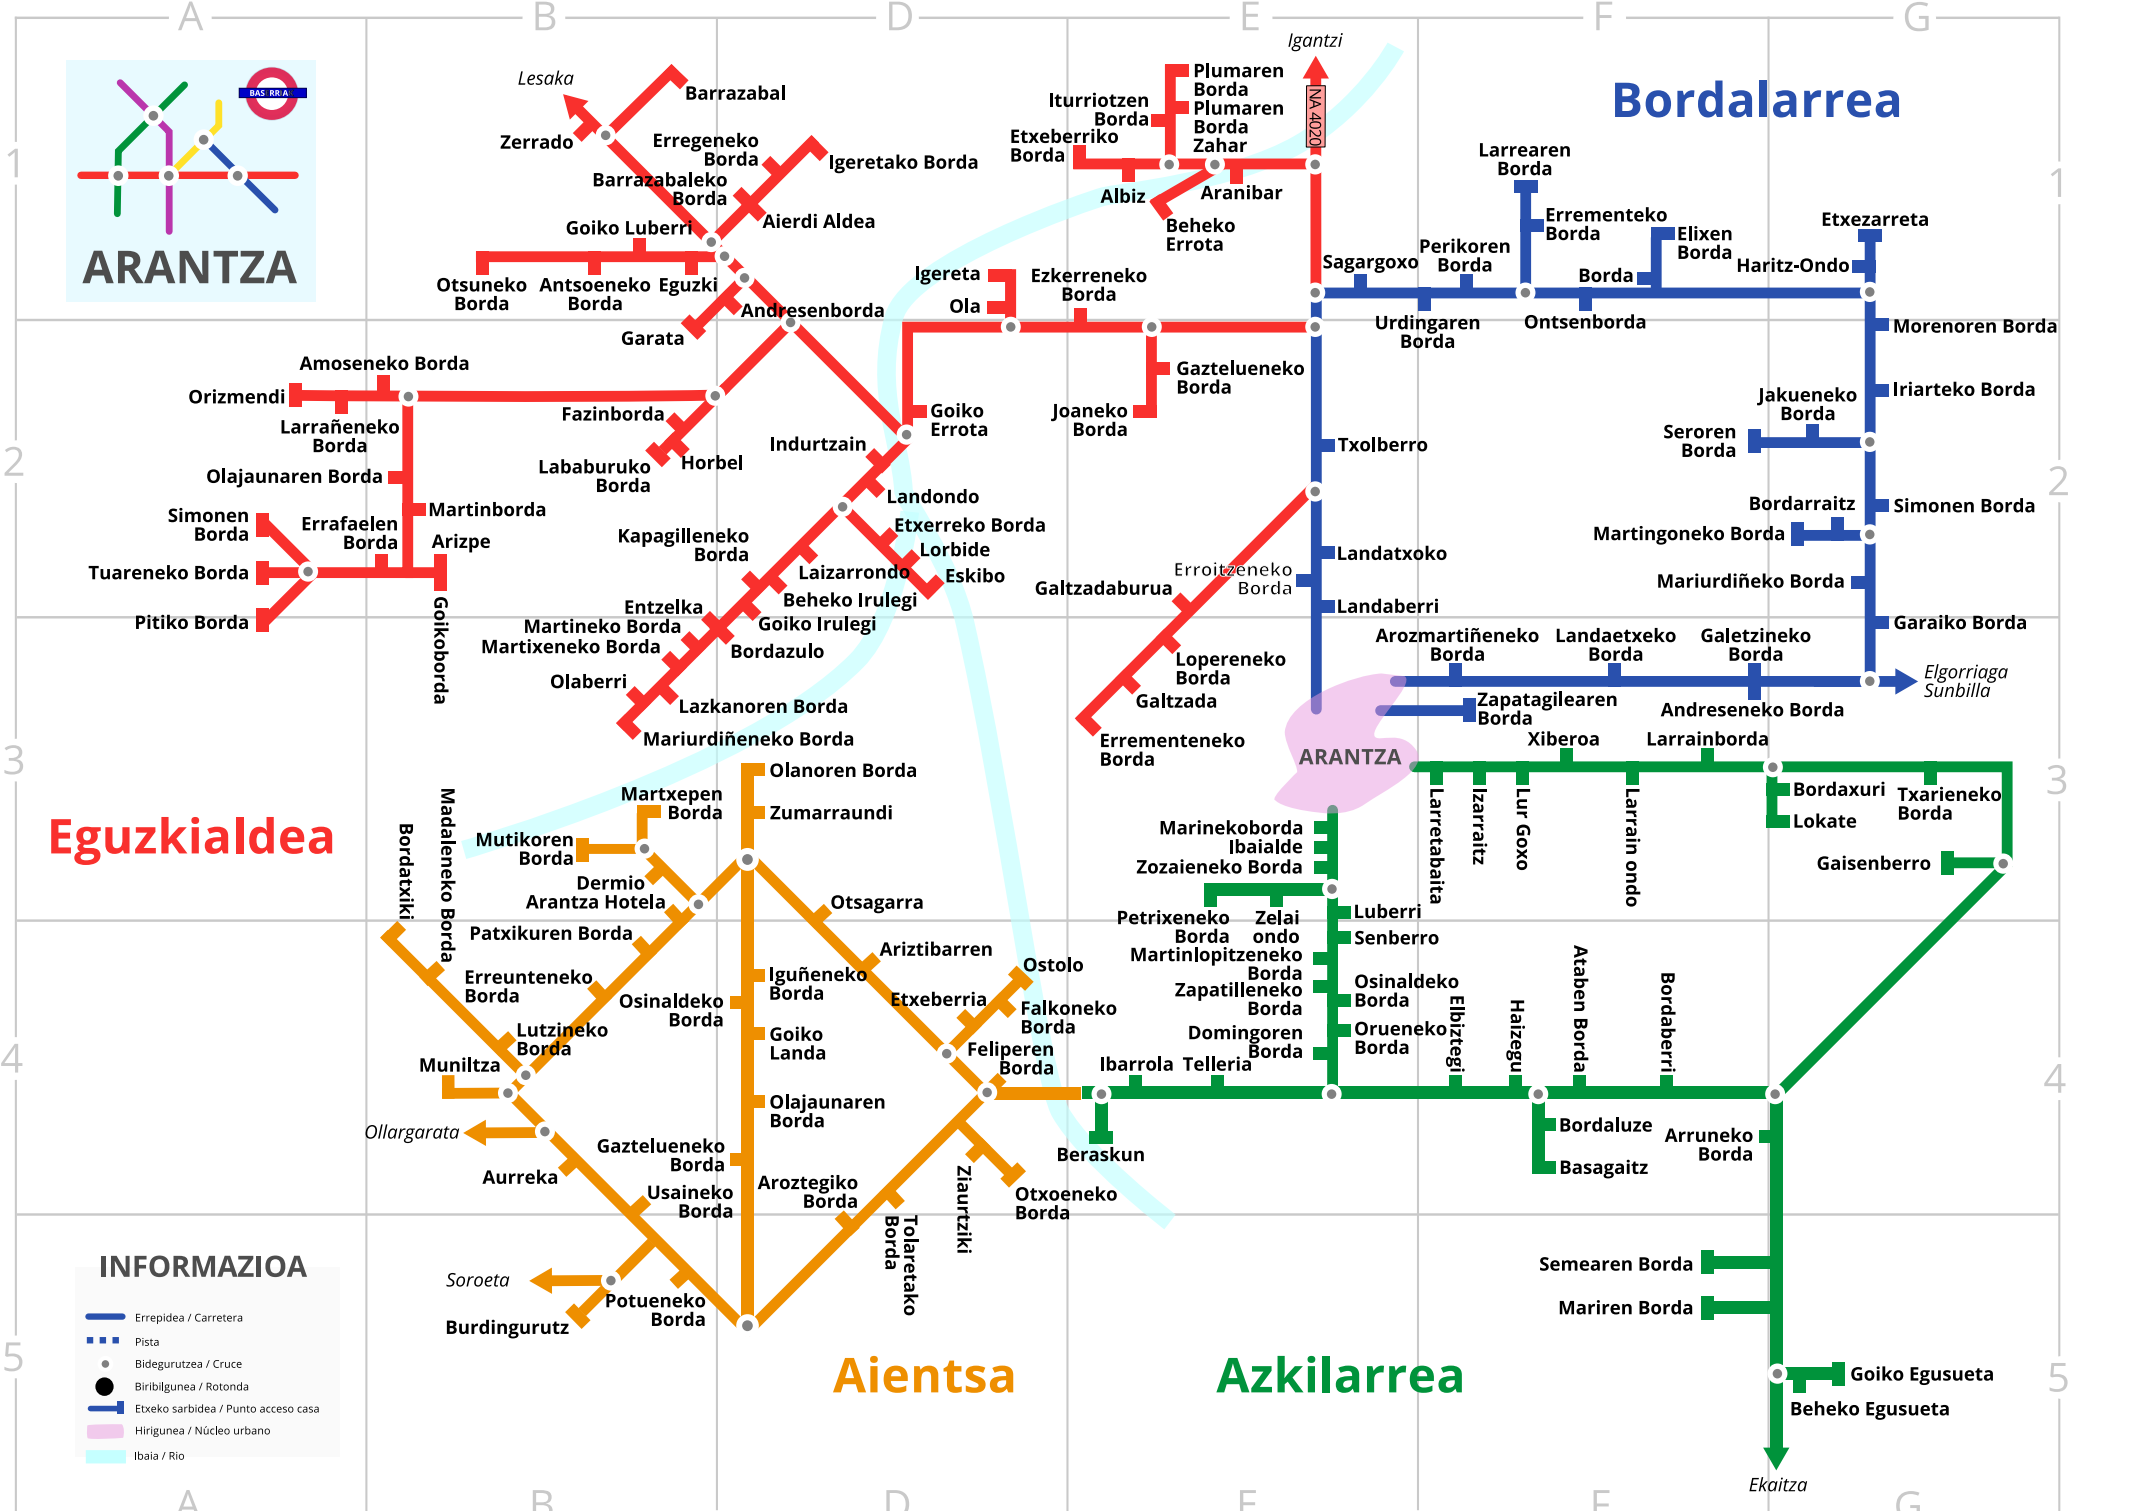 A
B
D
E
F
G
1
2
3
4
5
1
2
3
4
5
A
B
D
E
F
G
BASERRIAK
ARANTZA
Bordalarrea
Eguzkialdea
Aientsa
Azkilarrea
Igantzi
NA 4020
Lesaka
Zerrado
Barrazabal
Erregeneko
Borda
Igeretako Borda
Barrazabaleko
Borda
Aierdi Aldea
Goiko Luberri
Otsuneko
Borda
Antsoeneko
Borda
Eguzki
Andresenborda
Garata
Amoseneko Borda
Orizmendi
Larrañeneko
Borda
Olajaunaren Borda
Martinborda
Simonen
Borda
Errafaelen
Borda
Arizpe
Tuareneko Borda
Pitiko Borda
Goikoborda
Fazinborda
Lababuruko
Borda
Horbel
Indurtzain
Landondo
Etxerreko Borda
Lorbide
Eskibo
Kapagilleneko
Borda
Laizarrondo
Beheko Irulegi
Entzelka
Goiko Irulegi
Martineko Borda
Martixeneko Borda
Bordazulo
Olaberri
Lazkanoren Borda
Mariurdiñeneko Borda
Plumaren
Borda
Plumaren
Borda
Zahar
Iturriotzen
Borda
Etxeberriko
Borda
Albiz
Aranibar
Beheko
Errota
Igereta
Ola
Ezkerreneko
Borda
Goiko
Errota
Gaztelueneko
Borda
Joaneko
Borda
Galtzadaburua
Lopereneko
Borda
Galtzada
Errementeneko
Borda
Larrearen
Borda
Errementeko
Borda
Elixen
Borda
Borda
Etxezarreta
Haritz-Ondo
Sagargoxo
Perikoren
Borda
Urdingaren
Borda
Ontsenborda
Morenoren Borda
Iriarteko Borda
Jakueneko
Borda
Seroren
Borda
Txolberro
Bordarraitz
Simonen Borda
Martingoneko Borda
Landatxoko
Erroitzeneko
Borda
Mariurdiñeko Borda
Landaberri
Garaiko Borda
Arozmartiñeneko
Borda
Landaetxeko
Borda
Galetzineko
Borda
Elgorriaga
Sunbilla
Zapatagilearen
Borda
Andreseneko Borda
ARANTZA
Xiberoa
Larrainborda
Larretabaita
Izarraitz
Lur Goxo
Larrain ondo
Bordaxuri
Lokate
Txarieneko
Borda
Gaisenberro
Marinekoborda
Ibaialde
Zozaieneko Borda
Petrixeneko
Borda
Zelai
ondo
Luberri
Senberro
Martinlopitzeneko
Borda
Zapatilleneko
Borda
Osinaldeko
Borda
Domingoren
Borda
Orueneko
Borda
Ibarrola
Telleria
Elbiztegi
Haizegu
Ataben Borda
Bordaberri
Beraskun
Bordaluze
Basagaitz
Arruneko
Borda
Semearen Borda
Mariren Borda
Goiko Egusueta
Beheko Egusueta
Ekaitza
Olanoren Borda
Zumarraundi
Martxepen
Borda
Mutikoren
Borda
Dermio
Arantza Hotela
Patxikuren Borda
Bordatxiki
Madaleneko Borda
Erreunteneko
Borda
Lutzineko
Borda
Muniltza
Ollargarata
Aurreka
Usaineko
Borda
Soroeta
Potueneko
Borda
Burdingurutz
Otsagarra
Ariztibarren
Iguñeneko
Borda
Osinaldeko
Borda
Goiko
Landa
Olajaunaren
Borda
Gaztelueneko
Borda
Aroztegiko
Borda
Tolaretako
Borda
Ziaurtziki
Otxoeneko
Borda
Ostolo
Etxeberria
Falkoneko
Borda
Feliperen
Borda
INFORMAZIOA
Errepidea / Carretera
Pista
Bidegurutzea / Cruce
Biribilgunea / Rotonda
Etxeko sarbidea / Punto acceso casa
Hirigunea / Núcleo urbano
Ibaia / Rio